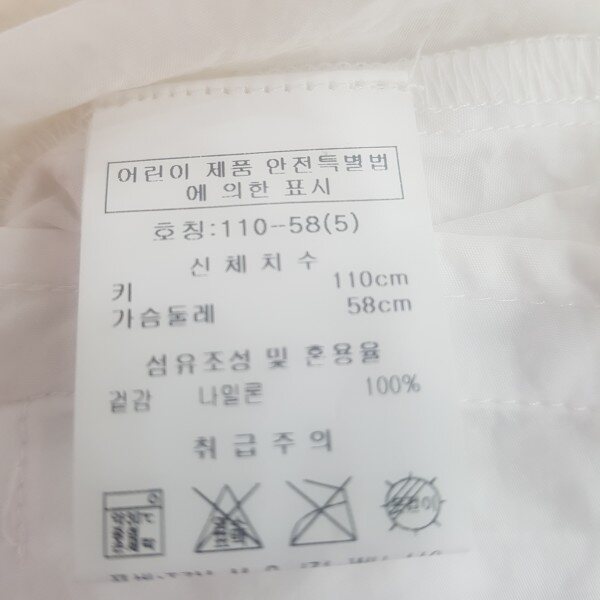 어린이 제품 안전특별법
에 의한 표시
호칭:110-58(5)
신체치수
키 110cm
가슴둘레 58cm
섬유조성 및 혼용율
겉감 나일론 100%
취급주의